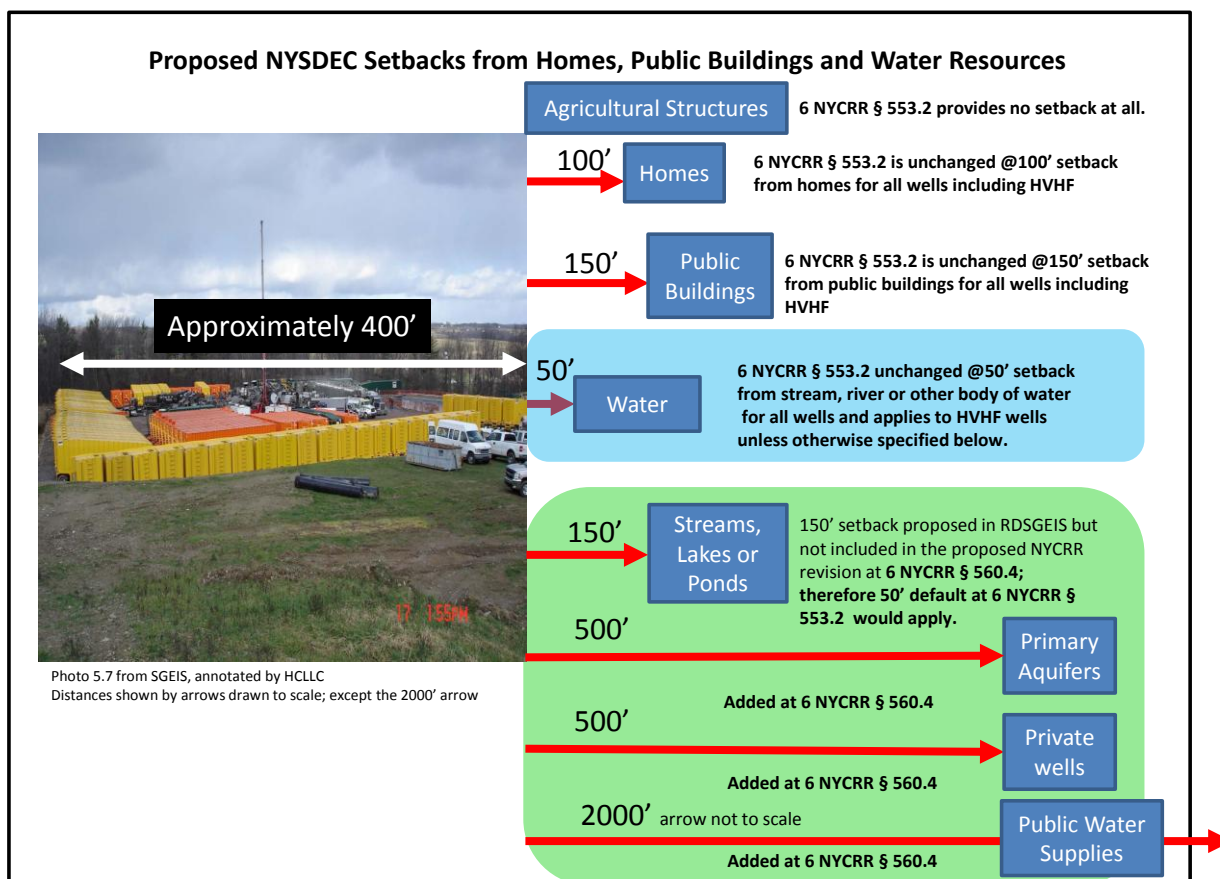 Proposed NYSDEC Setbacks from Homes, Public Buildings and Water Resources
Agricultural Structures
6 NYCRR § 553.2 provides no setback at all.
100’
Homes
6 NYCRR § 553.2 is unchanged @100’ setback
from homes for all wells including HVHF
150’
Public
Buildings
6 NYCRR § 553.2 is unchanged @150’ setback
from public buildings for all wells including
HVHF
Approximately 400’
50’
Water
6 NYCRR § 553.2 unchanged @50’ setback
from stream, river or other body of water
for all wells and applies to HVHF wells
unless otherwise specified below.
150’
Streams,
Lakes or
Ponds
150’ setback proposed in RDSGEIS but
not included in the proposed NYCRR
revision at 6 NYCRR § 560.4;
therefore 50’ default at 6 NYCRR §
553.2 would apply.
17 1:55PM
500’
Primary
Aquifers
Added at 6 NYCRR § 560.4
Photo 5.7 from SGEIS, annotated by HCLLC
Distances shown by arrows drawn to scale; except the 2000’ arrow
500’
Private
wells
Added at 6 NYCRR § 560.4
2000’ arrow not to scale
Public Water
Supplies
Added at 6 NYCRR § 560.4